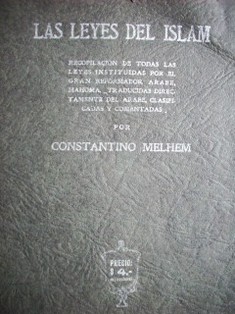 LAS LEYES DEL ISLAM
RECOPILACION DE TODAS LAS
LEYES INSTITUIDAS POR EL
GRAN REFORMADOR ARABE,
MAHOMA, TRADUCIDAS DIREC-
TAMENTE DEL ARABE, CLASIFI-
CADAS Y COMENTADAS
POR
CONSTANTINO MELHEM
PRECIO:
14.-